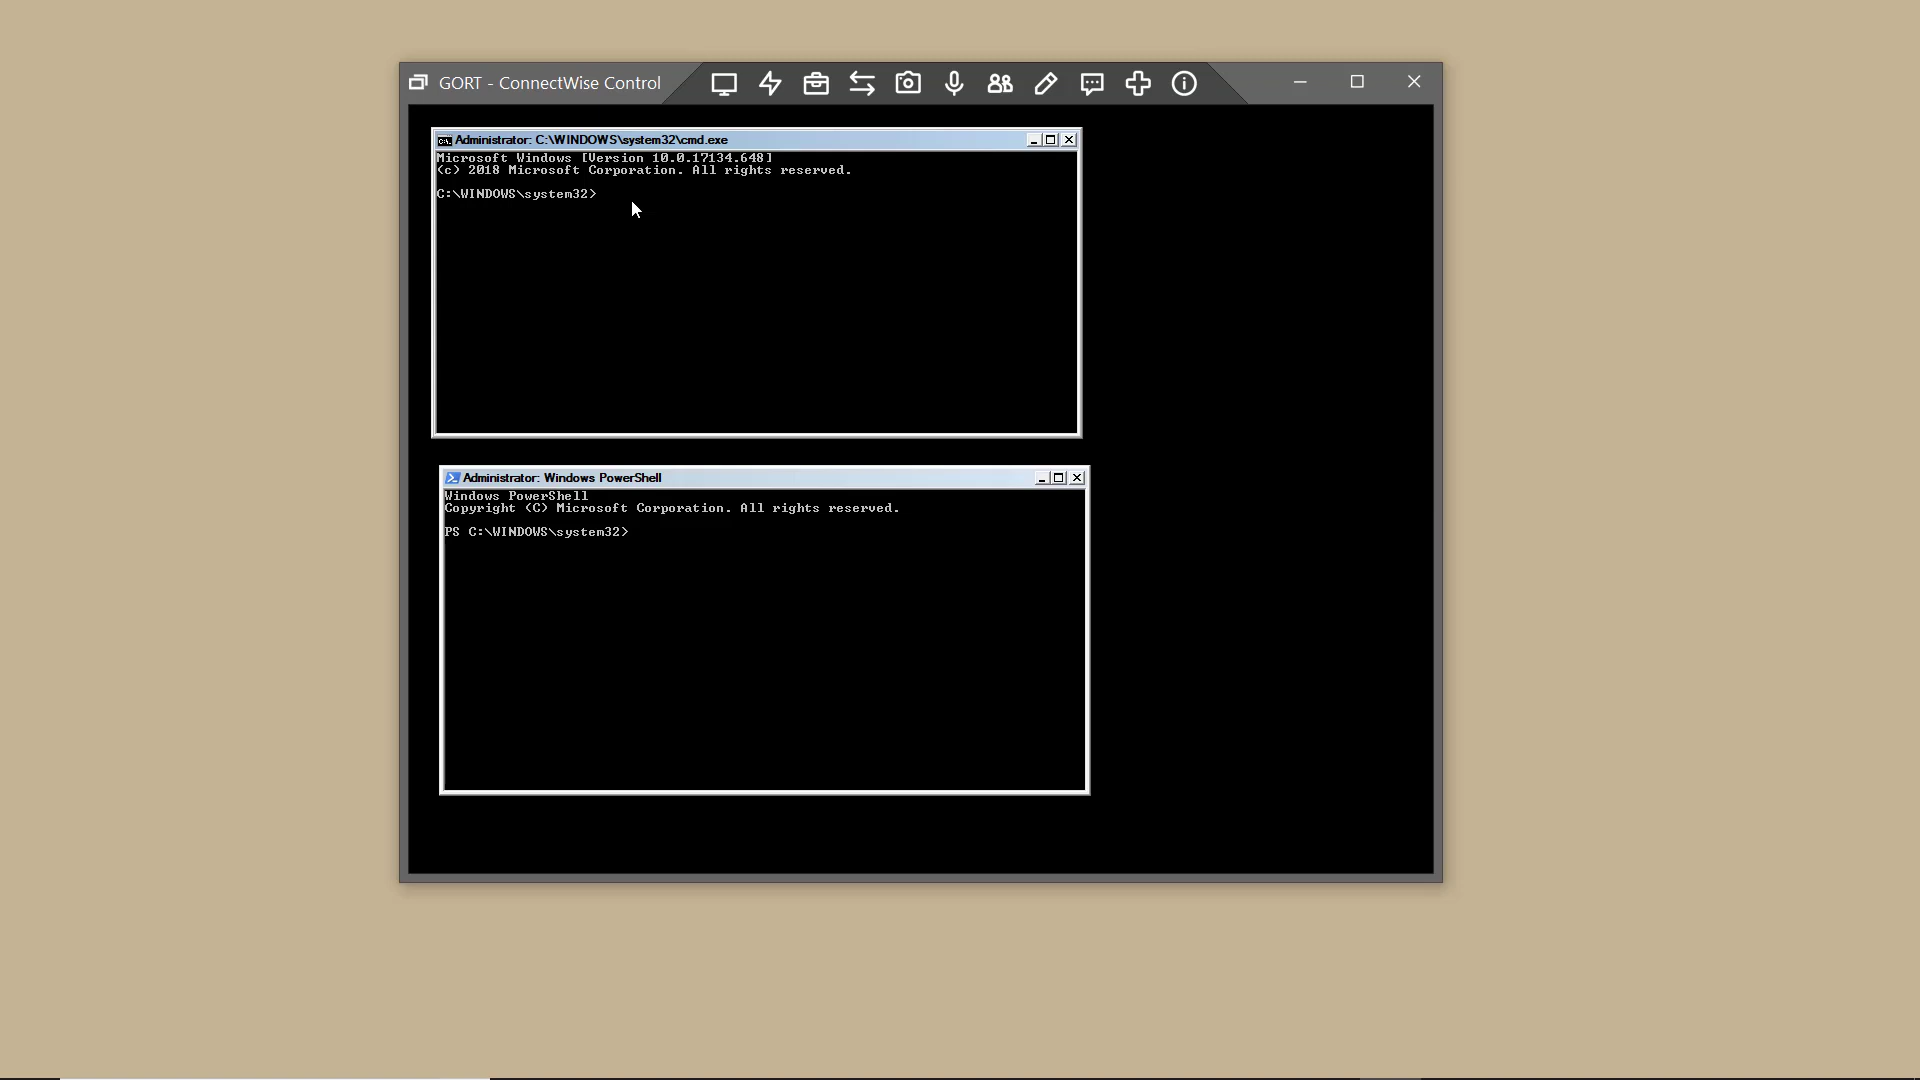 GORT - ConnectWise Control
Administrator: C:\WINDOWS\system32\cmd.exe
Microsoft Windows [Version 10.0.17134.648]
(c) 2018 Microsoft Corporation. All rights reserved.
C:\WINDOWS\system32>
Administrator: Windows PowerShell
Windows PowerShell
Copyright (C) Microsoft Corporation. All rights reserved.
PS C:\WINDOWS\system32>